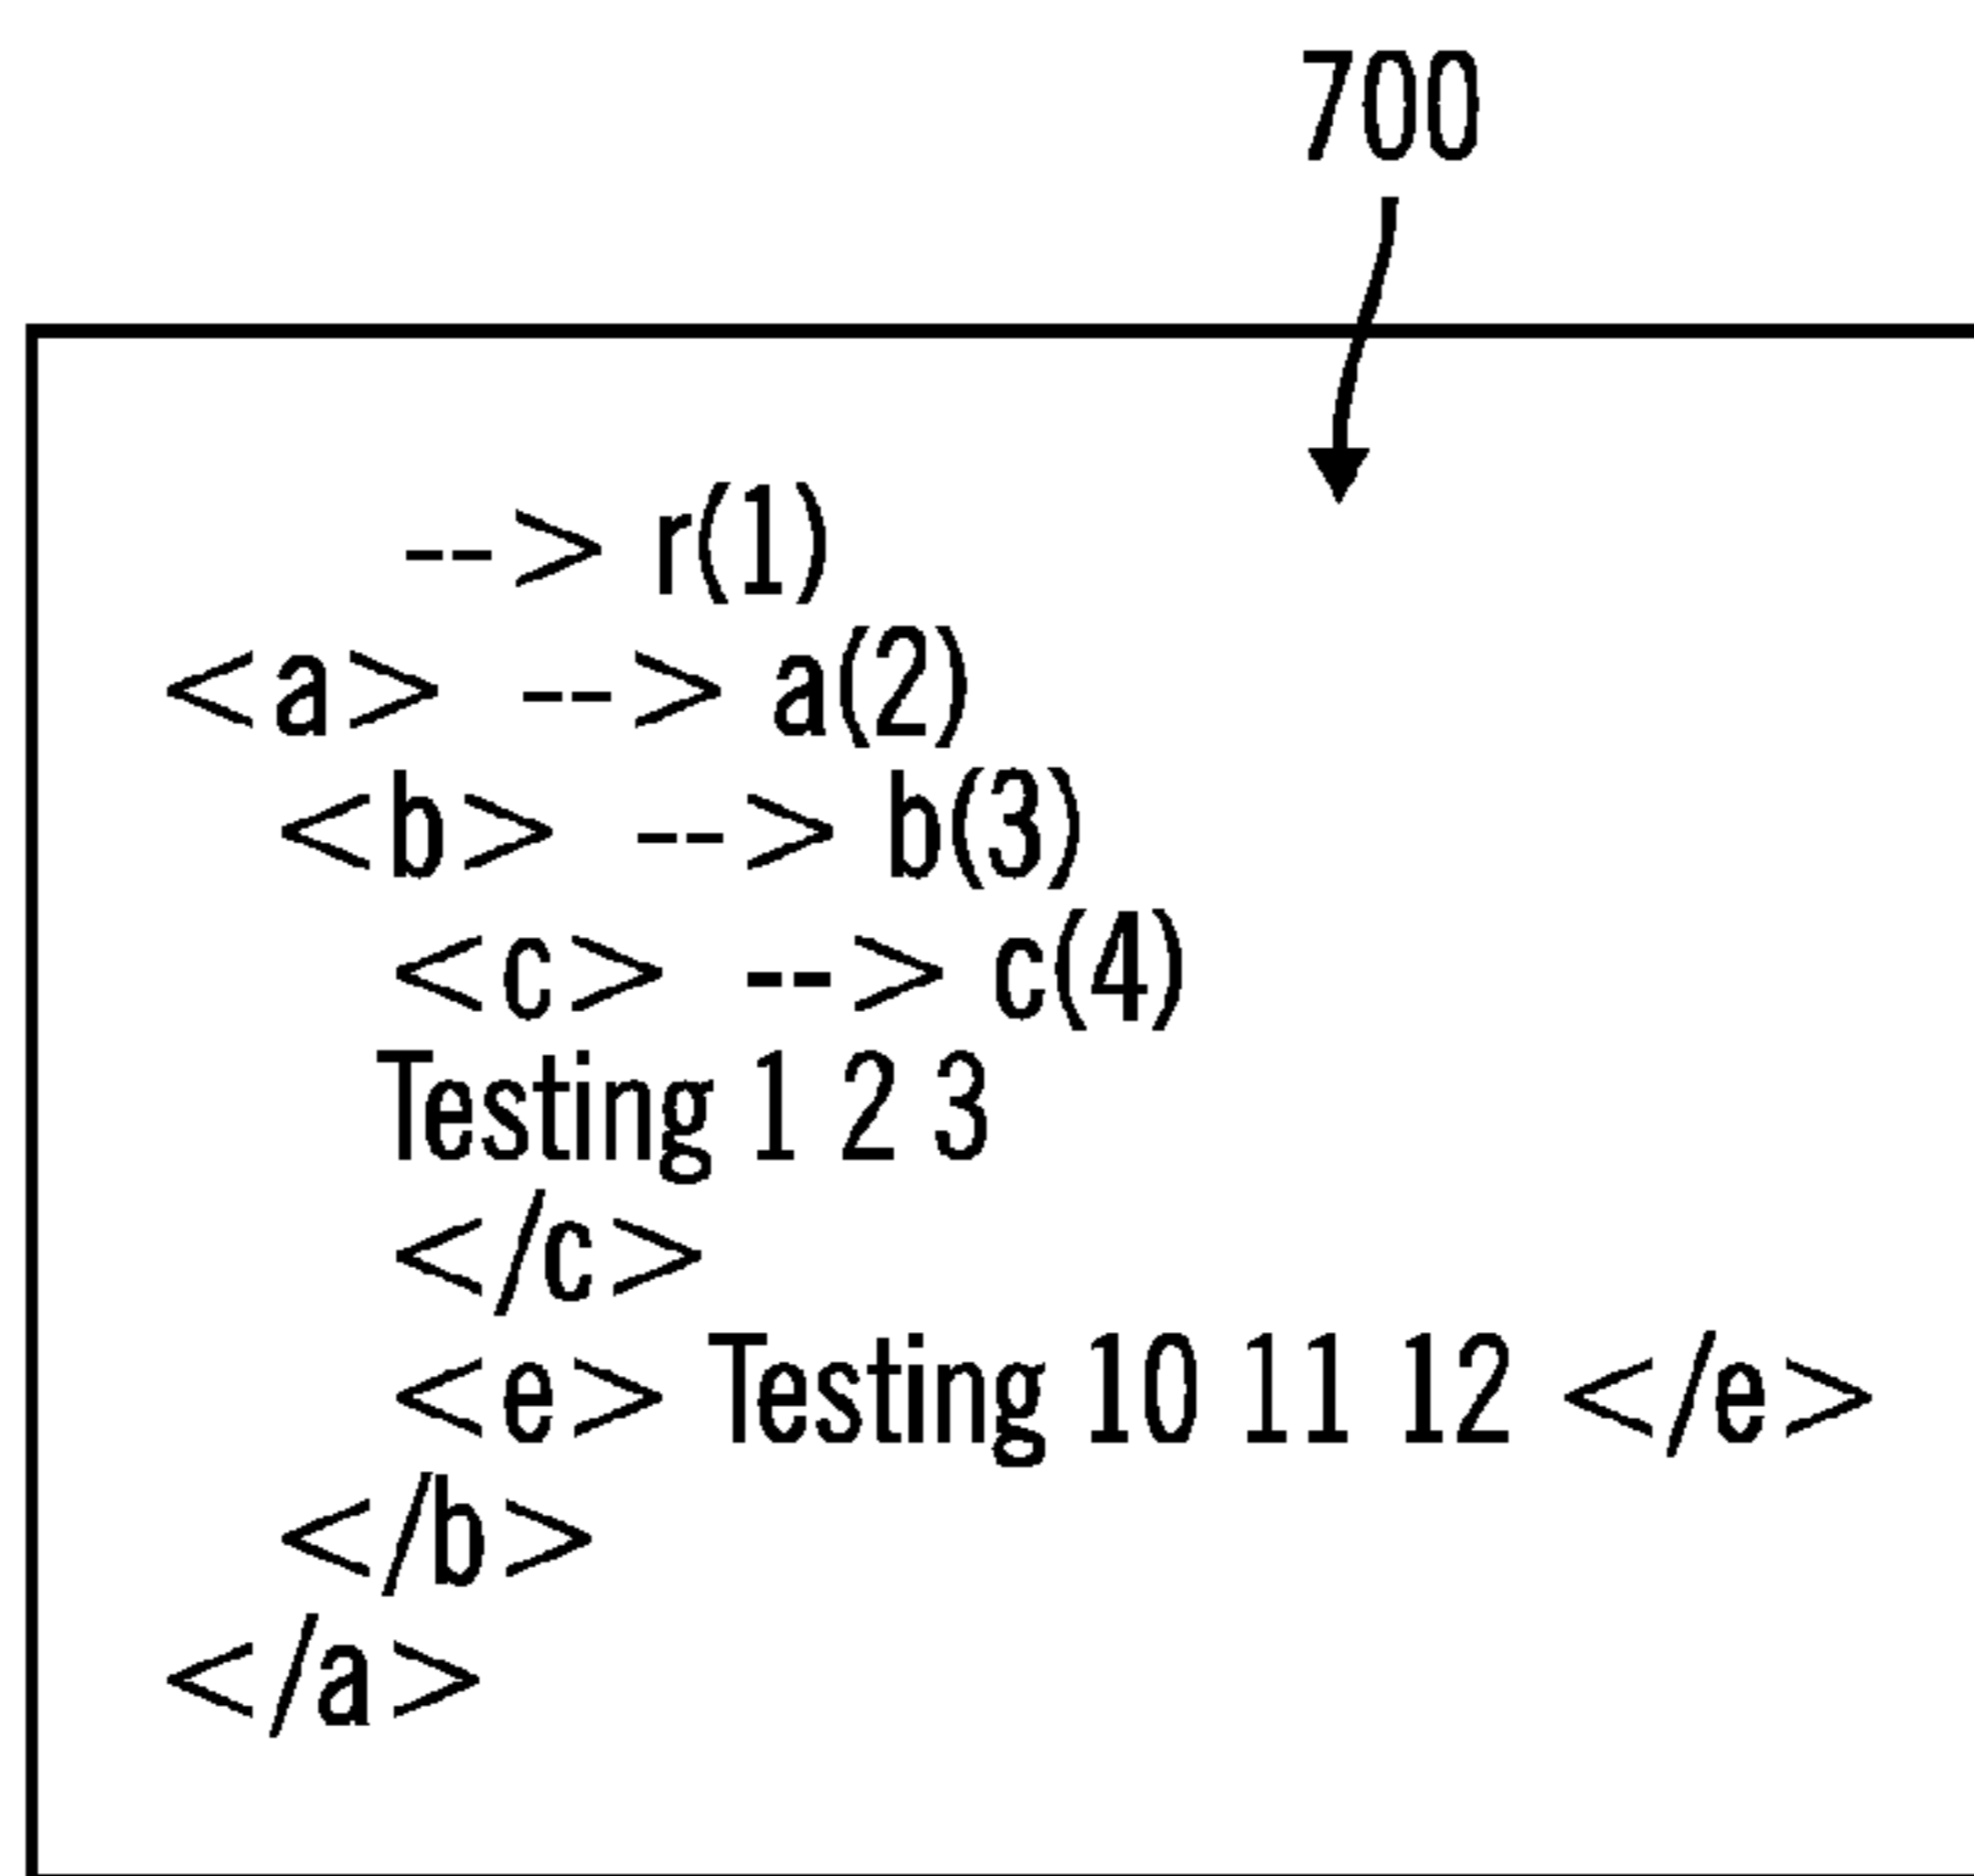 700
--> r(1)
<a> --> a(2)
<b> --> b(3)
<c> --> c(4)
Testing 1 2 3
</c>
<e> Testing 10 11 12 </e>
</b>
</a>